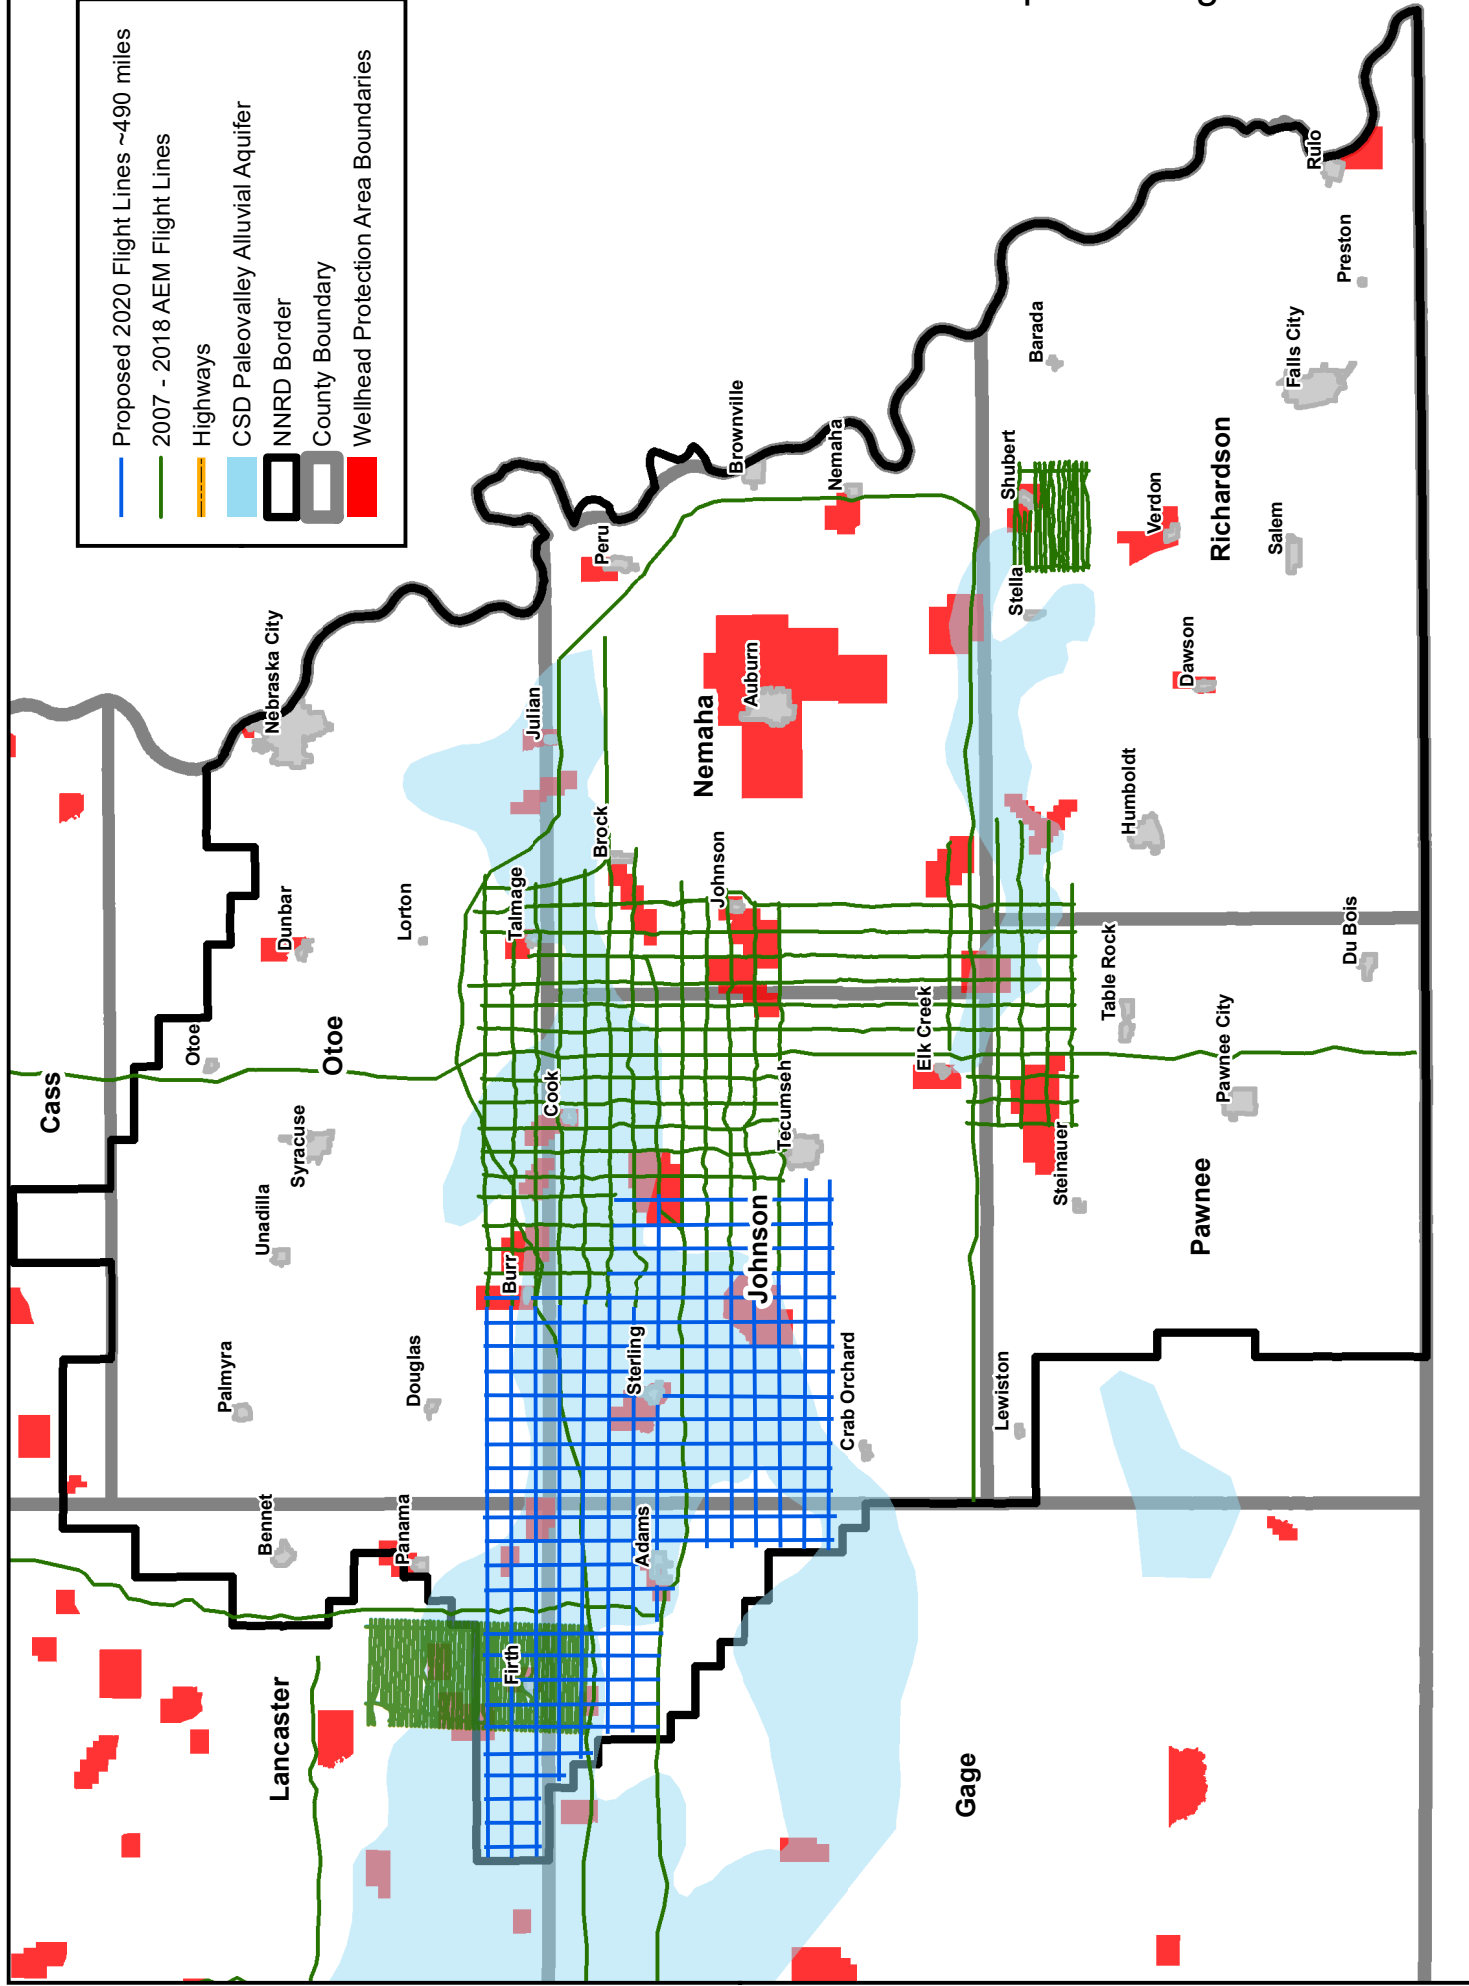 Proposed 2020 Flight Lines ~490 miles
2007 - 2018 AEM Flight Lines
Highways
CSD Paleovalley Alluvial Aquifer
NNRD Border
County Boundary
Wellhead Protection Area Boundaries
Cass
Otoe
Otoe
Nebraska City
Dunbar
Lorton
Syracuse
Unadilla
Palmyra
Douglas
Bennet
Panama
Lancaster
Firth
Burr
Cook
Talmage
Julian
Brock
Peru
Brownville
Nemaha
Nemaha
Auburn
Johnson
Johnson
Tecumseh
Sterling
Adams
Crab Orchard
Elk Creek
Gage
Lewiston
Steinauer
Pawnee
Pawnee City
Table Rock
Du Bois
Humboldt
Dawson
Stella
Shubert
Verdon
Salem
Richardson
Barada
Falls City
Preston
Rulo